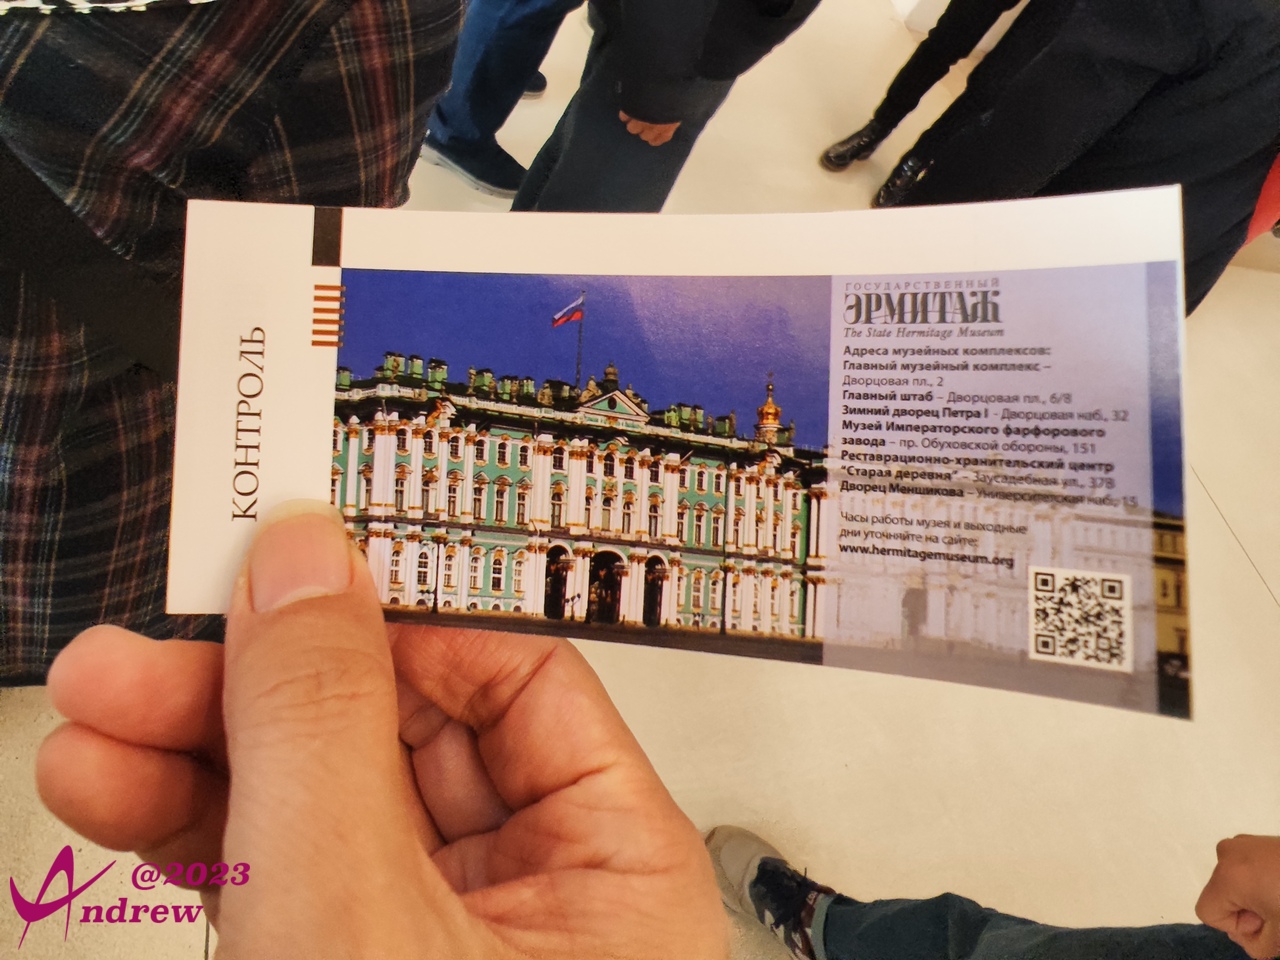 КОНТРОЛЬ
ГОСУДАРСТВЕННЫЙ
ЭРМИТАЖ
The State Hermitage Museum
Адреса музейных комплексов:
Главный музейный комплекс –
Дворцовая пл., 2
Главный штаб – Дворцовая пл., 6/8
Зимний дворец Петра I - Дворцовая наб., 32
Музей Императорского фарфорового
завода – пр. Обуховской обороны, 151
Реставрационно-хранительский центр
"Старая деревня" – Заусадебная ул., 37В
Дворец Меншикова – Университетская наб., 15
Часы работы музея и выходные
дни уточняйте на сайте:
www.hermitagemuseum.org
@2023
Andrew